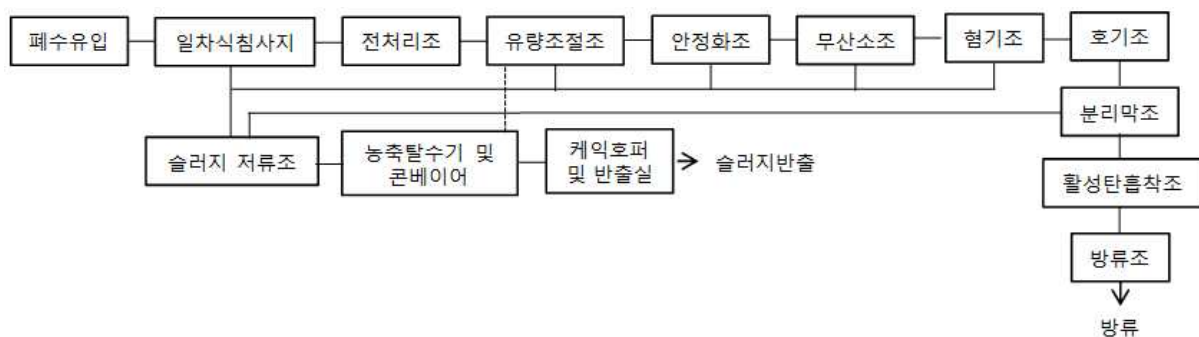 폐수유입
일차식침사지
전처리조
유량조절조
안정화조
무산소조
혐기조
호기조
분리막조
슬러지 저류조
농축탈수기 및
콘베이어
케익호퍼
및 반출실
슬러지반출
활성탄흡착조
방류조
방류